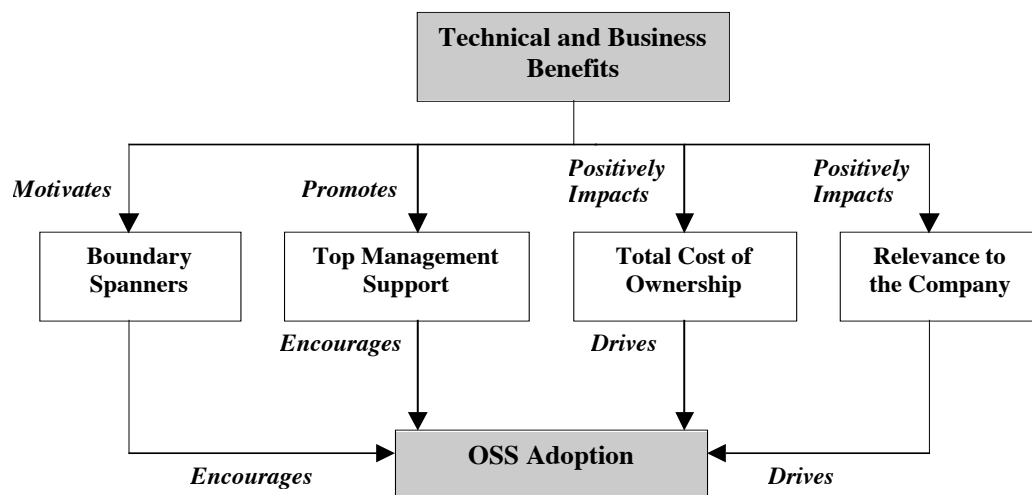 Technical and Business
Benefits
Motivates
Promotes
Positively
Impacts
Positively
Impacts
Boundary
Spanners
Top Management
Support
Total Cost of
Ownership
Relevance to
the Company
Encourages
Drives
OSS Adoption
Encourages
Drives